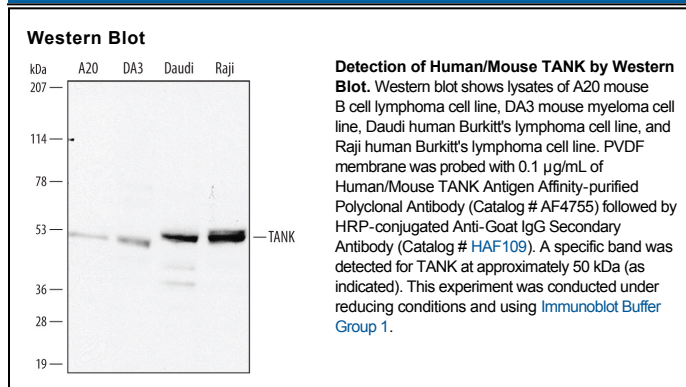 Western Blot
kDa A20 DA3 Daudi Raji
207
114
78
53
TANK
36
28
19
Detection of Human/Mouse TANK by Western
Blot. Western blot shows lysates of A20 mouse
B cell lymphoma cell line, DA3 mouse myeloma cell
line, Daudi human Burkitt's lymphoma cell line, and
Raji human Burkitt's lymphoma cell line. PVDF
membrane was probed with 0.1 µg/mL of
Human/Mouse TANK Antigen Affinity-purified
Polyclonal Antibody (Catalog # AF4755) followed by
HRP-conjugated Anti-Goat IgG Secondary
Antibody (Catalog # HAF109). A specific band was
detected for TANK at approximately 50 kDa (as
indicated). This experiment was conducted under
reducing conditions and using Immunoblot Buffer
Group 1.